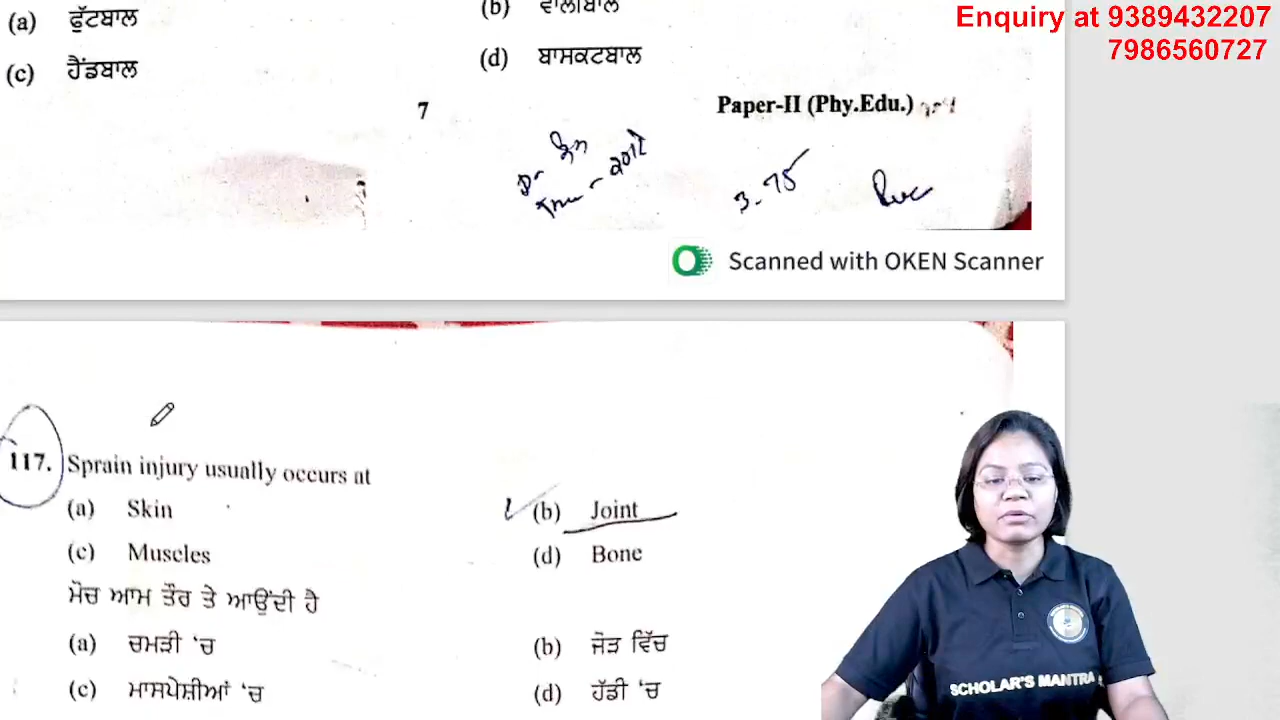 Enquiry at 9389432207
7986560727
(a) ਫੁੱਟਬਾਲ (b) ਵਾਲੀਬਾਲ
(c) ਹੈਂਡਬਾਲ (d) ਬਾਸਕਟਬਾਲ
7 Paper-II (Phy.Edu.)
3.75
Scanned with OKEN Scanner
117. Sprain injury usually occurs at
(a) Skin (b) Joint
(c) Muscles (d) Bone
ਮੋਚ ਆਮ ਤੌਰ ਤੇ ਆਉਂਦੀ ਹੈ
(a) ਚਮੜੀ 'ਚ (b) ਜੋੜ ਵਿੱਚ
(c) ਮਾਸਪੇਸ਼ੀਆਂ 'ਚ (d) ਹੱਡੀ 'ਚ
SCHOLAR'S MANTRA